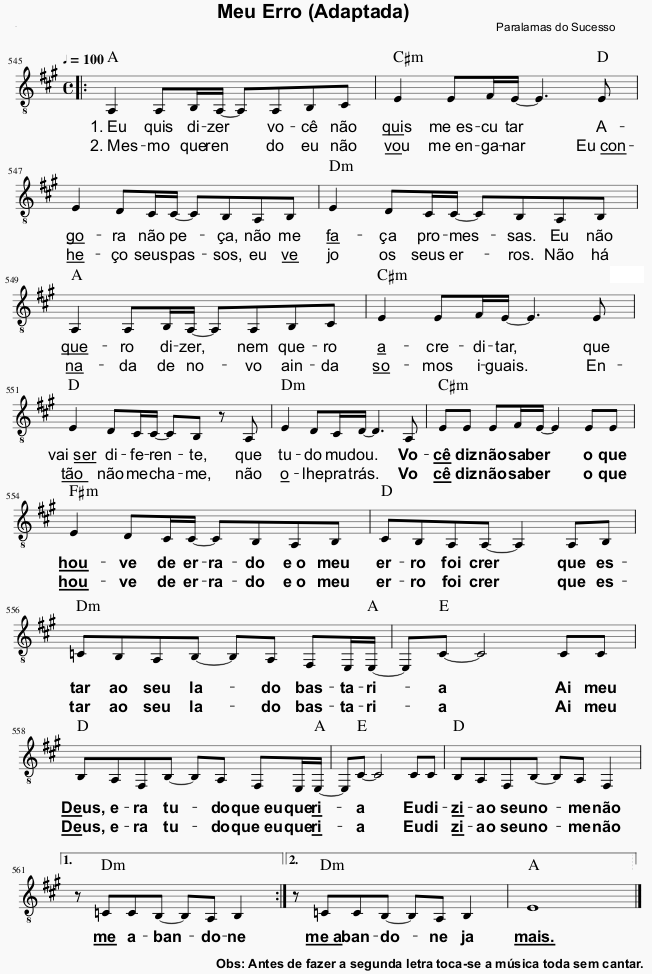 Meu Erro (Adaptada)
Paralamas do Sucesso
545 ♩. = 100 A C♯m D
1. Eu quis di - zer vo - cê não quis me es - cu tar A -
2. Mes - mo queren do eu não vou me en - ga - nar Eu con -
547 Dm
go - ra não pe - ça, não me fa - ça pro - mes - sas. Eu não
he - ço seus pas - sos, eu ve jo os seus er - ros. Não há
549 A C♯m
que - ro di - zer, nem que - ro a - cre - di - tar, que
na - da de no - vo ain - da so - mos i - guais. En -
551 D Dm C♯m
vai ser di - fe - ren - te, que tu - do mudou. Vo - cê diz não saber o que
tão não me cha - me, não o - lhe pra trás. Vo cê diz não saber o que
554 F♯m D
hou - ve de er - ra - do e o meu er - ro foi crer que es -
hou - ve de er - ra - do e o meu er - ro foi crer que es -
556 Dm A E
tar ao seu la - do bas - ta - ri - a Ai meu
tar ao seu la - do bas - ta - ri - a Ai meu
558 D A E D
Deus, e - ra tu - do que eu queri - a Eu di - zi - ao seu no - me não
Deus, e - ra tu - do que eu queri - a Eu di zi - ao seu no - me não
561 1. Dm 2. Dm A
me a - ban - do - ne me aban - do - ne ja mais.
Obs: Antes de fazer a segunda letra toca-se a música toda sem cantar.